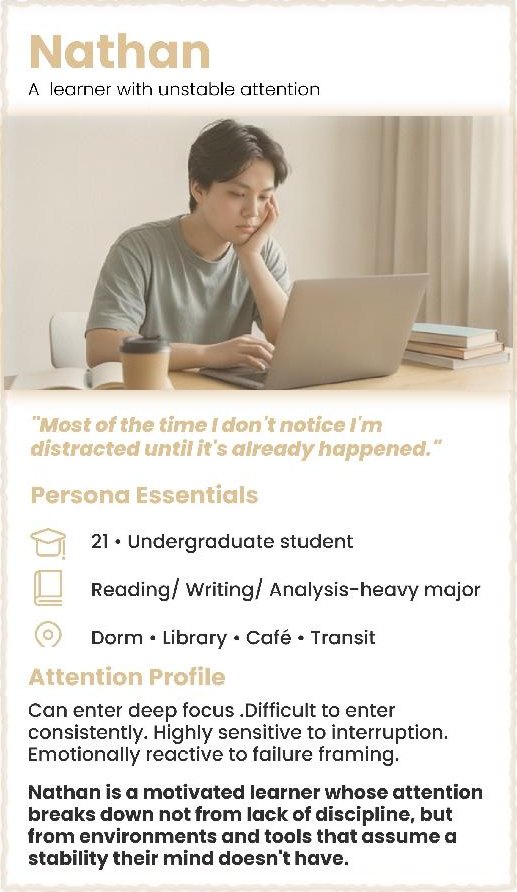 Nathan
A learner with unstable attention
"Most of the time I don't notice I'm
distracted until it's already happened."
Persona Essentials
21 • Undergraduate student
Reading/ Writing/ Analysis-heavy major
Dorm • Library • Café • Transit
Attention Profile
Can enter deep focus .Difficult to enter
consistently. Highly sensitive to interruption.
Emotionally reactive to failure framing.
Nathan is a motivated learner whose attention
breaks down not from lack of discipline, but
from environments and tools that assume a
stability their mind doesn't have.